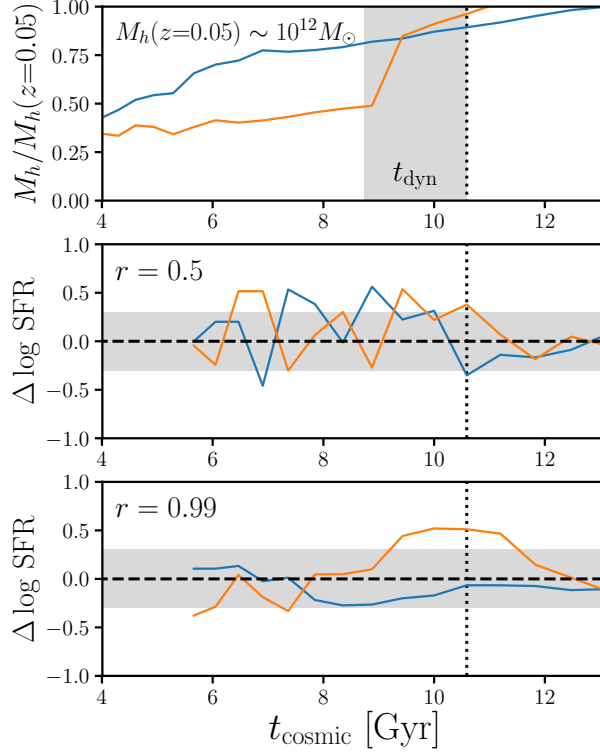 1.00
0.75
0.50
0.25
0.00
M_h/M_h(z=0.05)
M_h(z=0.05) ∼ 10^{12}M_⊙
t_dyn
4 6 8 10 12
1.0
0.5
0.0
−0.5
−1.0
Δ log SFR
r = 0.5
4 6 8 10 12
1.0
0.5
0.0
−0.5
−1.0
Δ log SFR
r = 0.99
4 6 8 10 12
t_cosmic [Gyr]